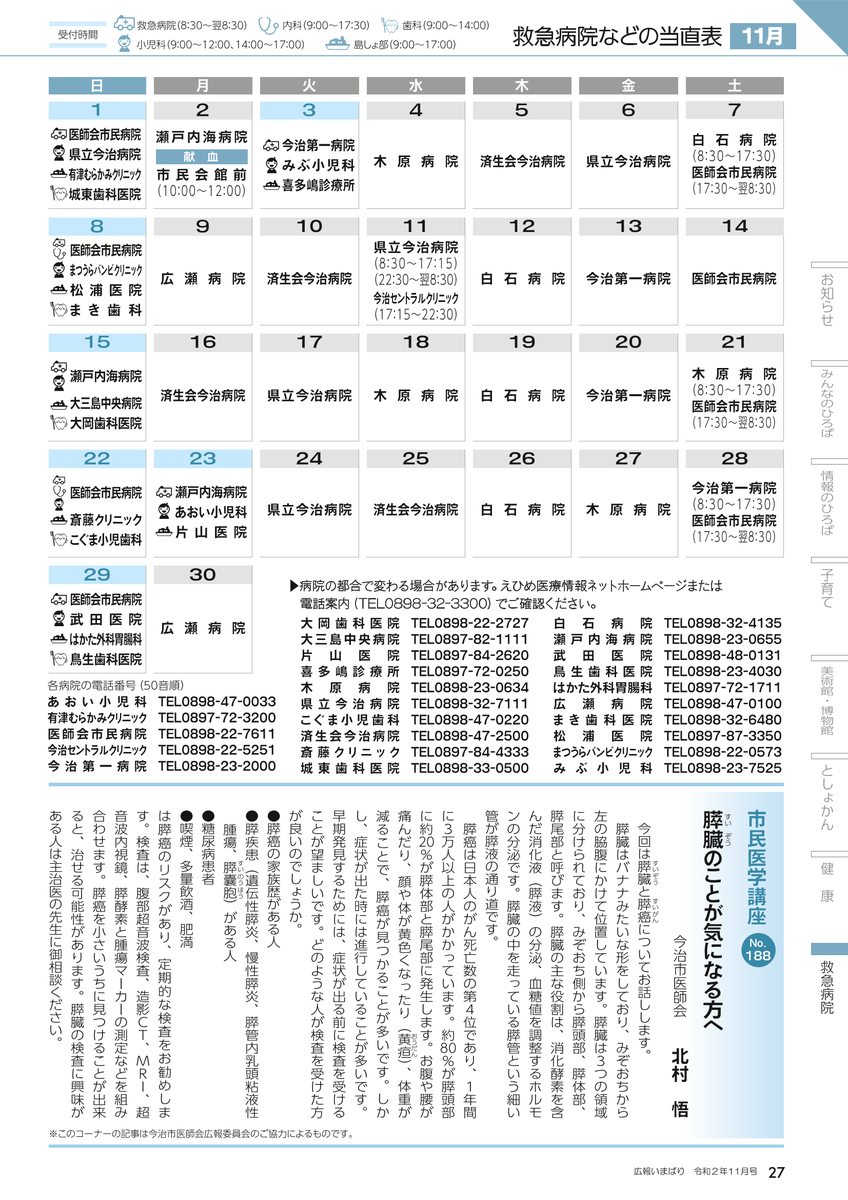 受付時間
救急病院(8:30〜翌8:30)
内科(9:00〜17:30)
歯科(9:00〜14:00)
小児科(9:00〜12:00、14:00〜17:00)
島しょ部(9:00〜17:00)
救急病院などの当直表
11月
日 月 火 水 木 金 土
1
医師会市民病院
県立今治病院
有津むらかみクリニック
城東歯科医院
2
瀬戸内海病院
献血
市民会館前
(10:00〜12:00)
3
今治第一病院
みぶ小児科
喜多嶋診療所
4
木原病院
5
済生会今治病院
6
県立今治病院
7
白石病院
(8:30〜17:30)
医師会市民病院
(17:30〜翌8:30)
8
医師会市民病院
まつうらバンビクリニック
松浦医院
まき歯科
9
広瀬病院
10
済生会今治病院
11
県立今治病院
(8:30〜17:15)
(22:30〜翌8:30)
今治セントラルクリニック
(17:15〜22:30)
12
白石病院
13
今治第一病院
14
医師会市民病院
15
瀬戸内海病院
大三島中央病院
大岡歯科医院
16
済生会今治病院
17
県立今治病院
18
木原病院
19
白石病院
20
今治第一病院
21
木原病院
(8:30〜17:30)
医師会市民病院
(17:30〜翌8:30)
22
医師会市民病院
斎藤クリニック
こぐま小児歯科
23
瀬戸内海病院
あおい小児科
片山医院
24
県立今治病院
25
済生会今治病院
26
白石病院
27
木原病院
28
今治第一病院
(8:30〜17:30)
医師会市民病院
(17:30〜翌8:30)
29
医師会市民病院
武田医院
はかた外科胃腸科
鳥生歯科医院
30
広瀬病院
▶病院の都合で変わる場合があります。えひめ医療情報ネットホームページまたは
電話案内(TEL0898-32-3300)でご確認ください。
各病院の電話番号(50音順)
あおい小児科 TEL0898-47-0033
有津むらかみクリニック TEL0897-72-3200
医師会市民病院 TEL0898-22-7611
今治セントラルクリニック TEL0898-22-5251
今治第一病院 TEL0898-23-2000
大岡歯科医院 TEL0898-22-2727
大三島中央病院 TEL0897-82-1111
片山医院 TEL0897-84-2620
喜多嶋診療所 TEL0897-72-0250
木原病院 TEL0898-23-0634
県立今治病院 TEL0898-32-7111
こぐま小児歯科 TEL0898-47-0220
済生会今治病院 TEL0898-47-2500
斎藤クリニック TEL0897-84-4333
城東歯科医院 TEL0898-33-0500
白石病院 TEL0898-32-4135
瀬戸内海病院 TEL0898-23-0655
武田医院 TEL0898-48-0131
鳥生歯科医院 TEL0898-23-4030
はかた外科胃腸科 TEL0897-72-1711
広瀬病院 TEL0898-47-0100
まき歯科医院 TEL0898-32-6480
松浦医院 TEL0897-87-3350
まつうらバンビクリニック TEL0898-22-0573
みぶ小児科 TEL0898-23-7525
市民医学講座
No.188
膵臓のことが気になる方へ
すいぞう
今治市医師会 北村 悟
今回は膵臓と膵癌についてお話しします。
すいぞう すいがん
膵臓はバナナみたいな形をしており、みぞおちから
左の脇腹にかけて位置しています。膵臓は3つの領域
に分けられており、みぞおち側から膵頭部、膵体部、
膵尾部と呼びます。膵臓の主な役割は、消化酵素を含
んだ消化液(膵液)の分泌、血糖値を調整するホルモ
ンの分泌です。膵臓の中を走っている膵管という細い
管が膵液の通り道です。
膵癌は日本人のがん死亡数の第4位であり、1年間
に3万人以上の人がかかっています。約80%が膵頭部
に約20%が膵体部と膵尾部に発生します。お腹や腰が
痛んだり、顔や体が黄色くなったり(黄疸)、体重が
おうだん
減ることで、膵癌が見つかることが多いです。しか
し、症状が出た時には進行していることが多いです。
早期発見するためには、症状が出る前に検査を受ける
ことが望ましいです。どのような人が検査を受けた方
が良いのでしょうか。
●膵癌の家族歴がある人
●膵疾患(遺伝性膵炎、慢性膵炎、膵管内乳頭粘液性
腫瘍、膵嚢胞)がある人
すいのうほう
●糖尿病患者
●喫煙、多量飲酒、肥満
は膵癌のリスクがあり、定期的な検査をお勧めしま
す。検査は、腹部超音波検査、造影CT、MRI、超
音波内視鏡、膵酵素と腫瘍マーカーの測定などを組み
合わせます。膵癌を小さいうちに見つけることが出来
ると、治せる可能性があります。膵臓の検査に興味が
ある人は主治医の先生に御相談ください。
※このコーナーの記事は今治市医師会広報委員会のご協力によるものです。
お知らせ
みんなのひろば
情報のひろば
子育て
美術館・博物館
としょかん
健康
救急病院
広報いまばり 令和2年11月号 27